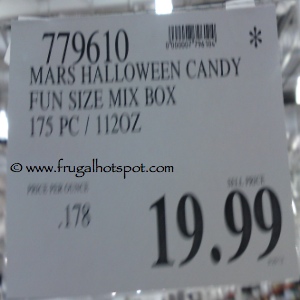 779610
*
MARS HALLOWEEN CANDY
FUN SIZE MIX BOX
175 PC / 112OZ
www.frugalhotspot.com
PRICE PER OUNCE
SELL PRICE
.178
19.99